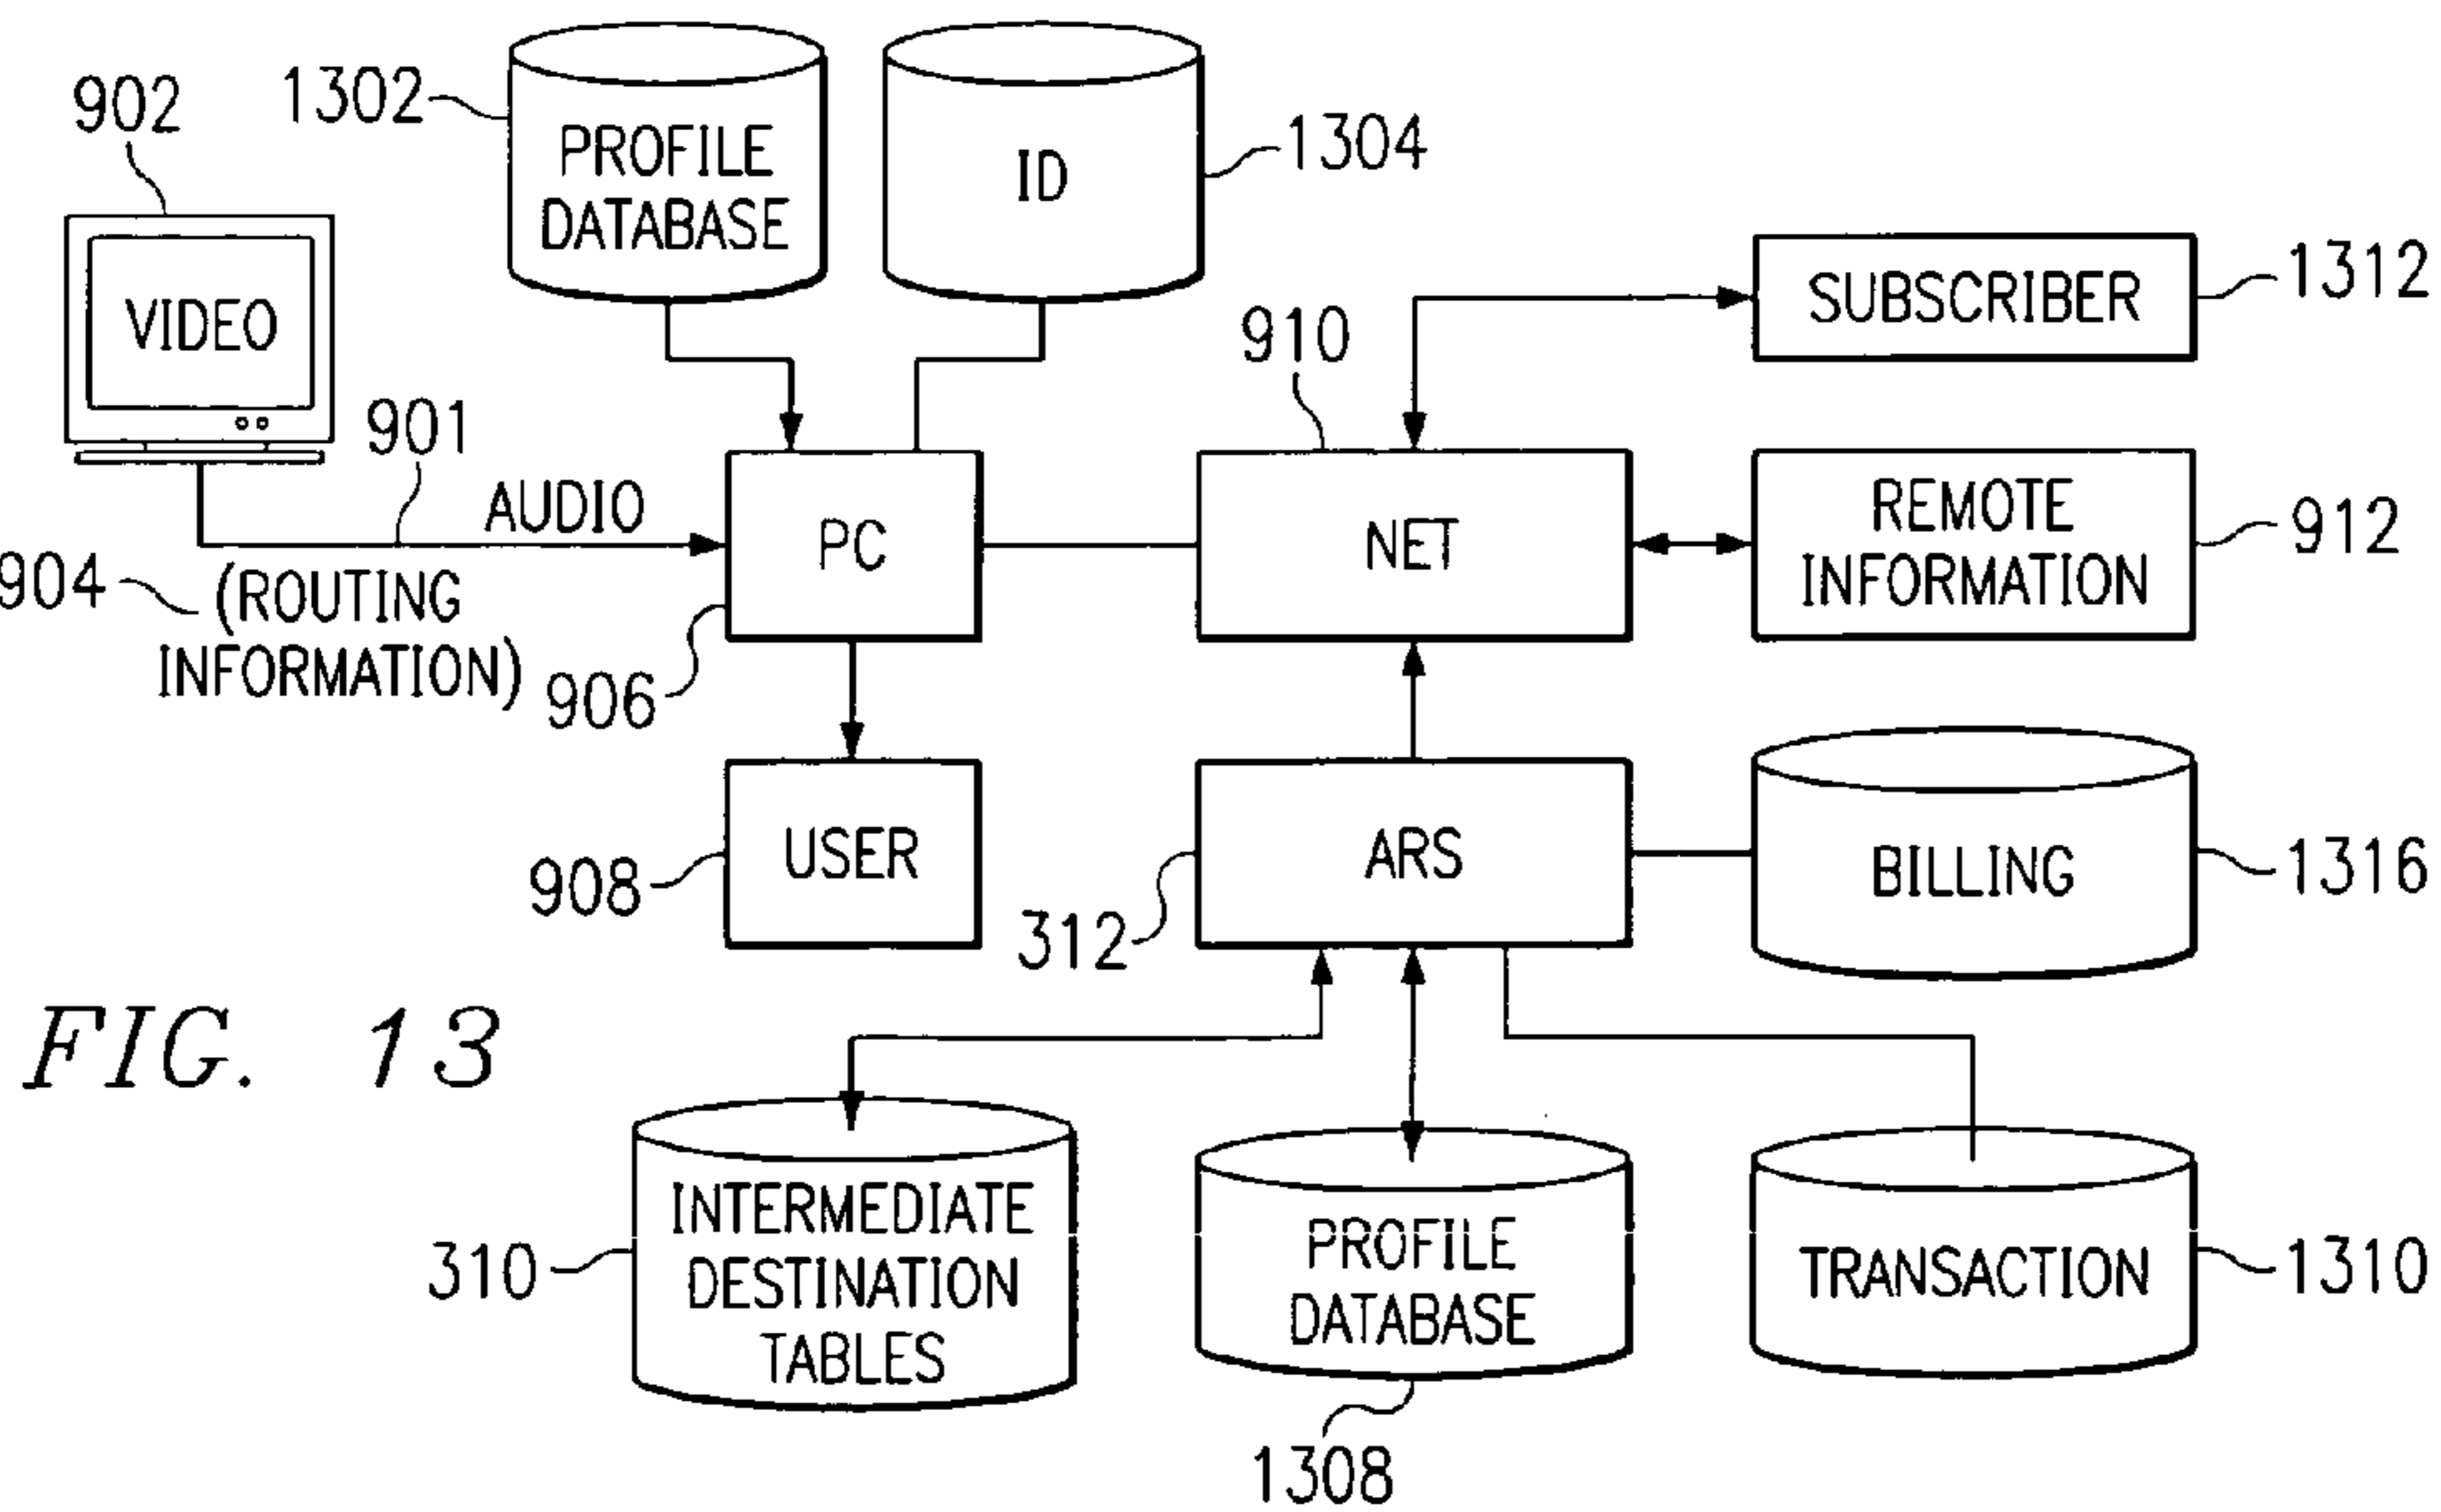 902
1302
PROFILE
DATABASE
ID
1304
VIDEO
SUBSCRIBER
1312
910
901
AUDIO
PC
NET
REMOTE
INFORMATION
912
904
(ROUTING
INFORMATION)
906
USER
908
ARS
312
BILLING
1316
FIG. 13
INTERMEDIATE
DESTINATION
TABLES
310
PROFILE
DATABASE
1308
TRANSACTION
1310